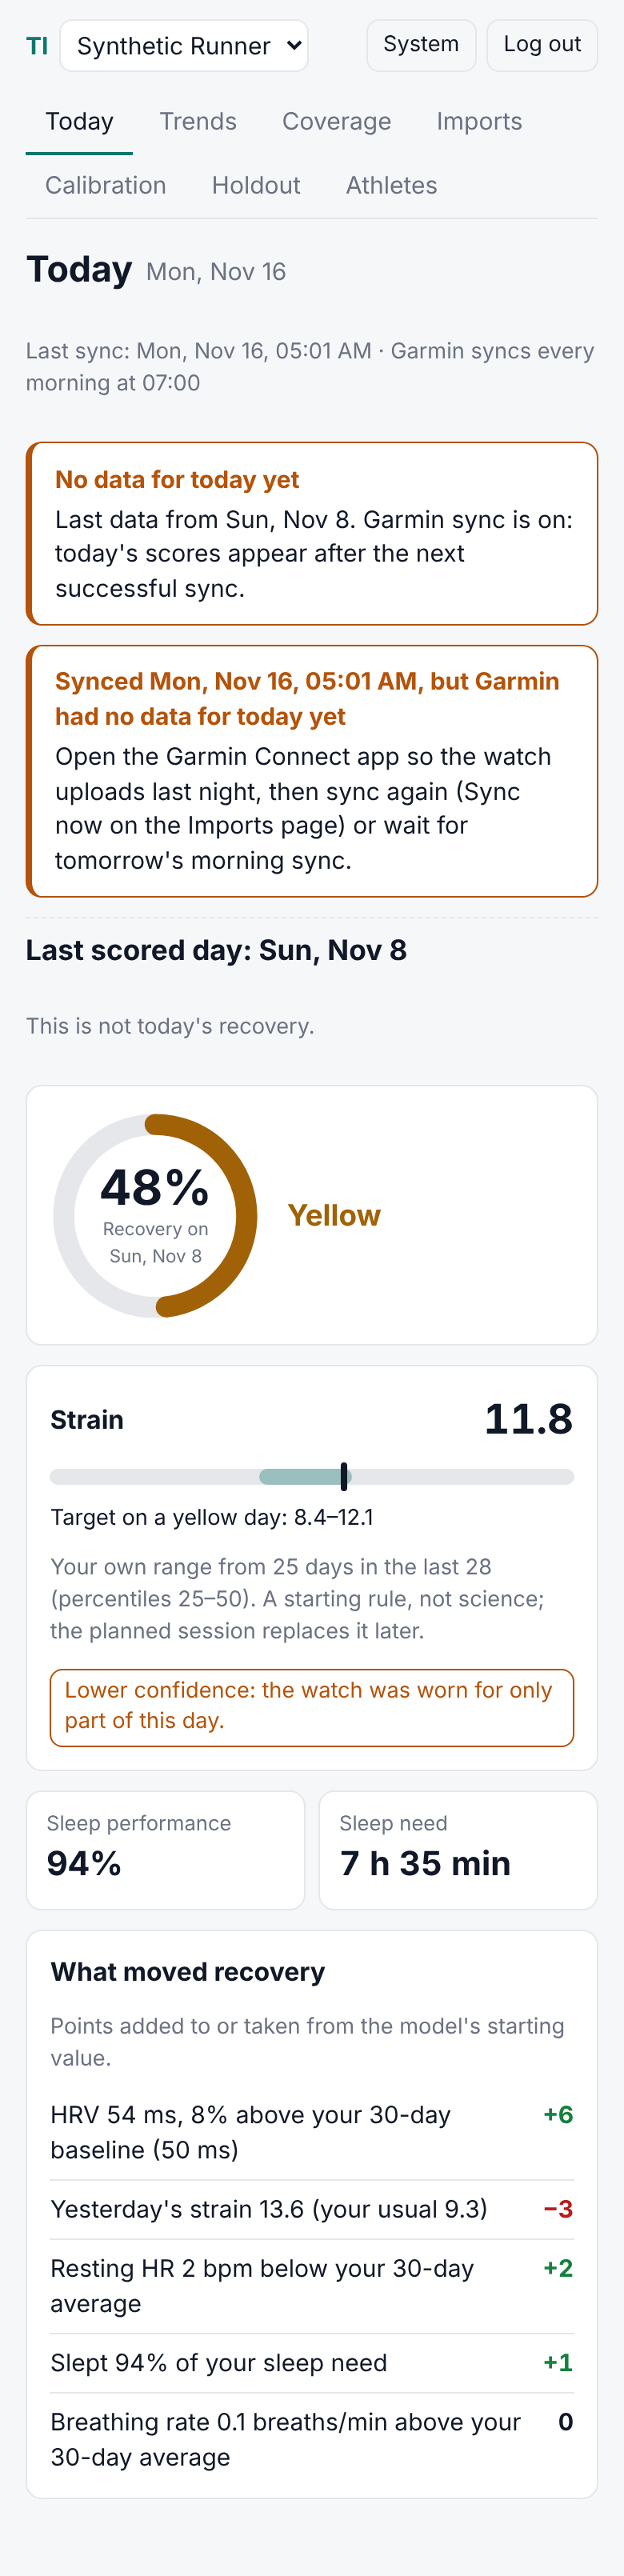 TI Synthetic Runner System Log out
Today Trends Coverage Imports
Calibration Holdout Athletes
Today Mon, Nov 16
Last sync: Mon, Nov 16, 05:01 AM · Garmin syncs every
morning at 07:00
No data for today yet
Last data from Sun, Nov 8. Garmin sync is on:
today's scores appear after the next
successful sync.
Synced Mon, Nov 16, 05:01 AM, but Garmin
had no data for today yet
Open the Garmin Connect app so the watch
uploads last night, then sync again (Sync
now on the Imports page) or wait for
tomorrow's morning sync.
Last scored day: Sun, Nov 8
This is not today's recovery.
48%
Recovery on
Sun, Nov 8
Yellow
Strain 11.8
Target on a yellow day: 8.4–12.1
Your own range from 25 days in the last 28
(percentiles 25–50). A starting rule, not science;
the planned session replaces it later.
Lower confidence: the watch was worn for only
part of this day.
Sleep performance
94%
Sleep need
7 h 35 min
What moved recovery
Points added to or taken from the model's starting
value.
HRV 54 ms, 8% above your 30-day +6
baseline (50 ms)
Yesterday's strain 13.6 (your usual 9.3) −3
Resting HR 2 bpm below your 30-day +2
average
Slept 94% of your sleep need +1
Breathing rate 0.1 breaths/min above your 0
30-day average